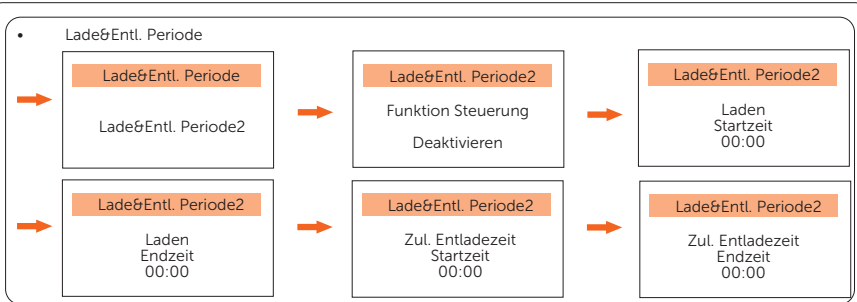 • Lade&Entl. Periode
Lade&Entl. Periode
Lade&Entl. Periode2
Lade&Entl. Periode2
Funktion Steuerung
Deaktivieren
Lade&Entl. Periode2
Laden
Startzeit
00:00
Lade&Entl. Periode2
Laden
Endzeit
00:00
Lade&Entl. Periode2
Zul. Entladezeit
Startzeit
00:00
Lade&Entl. Periode2
Zul. Entladezeit
Endzeit
00:00